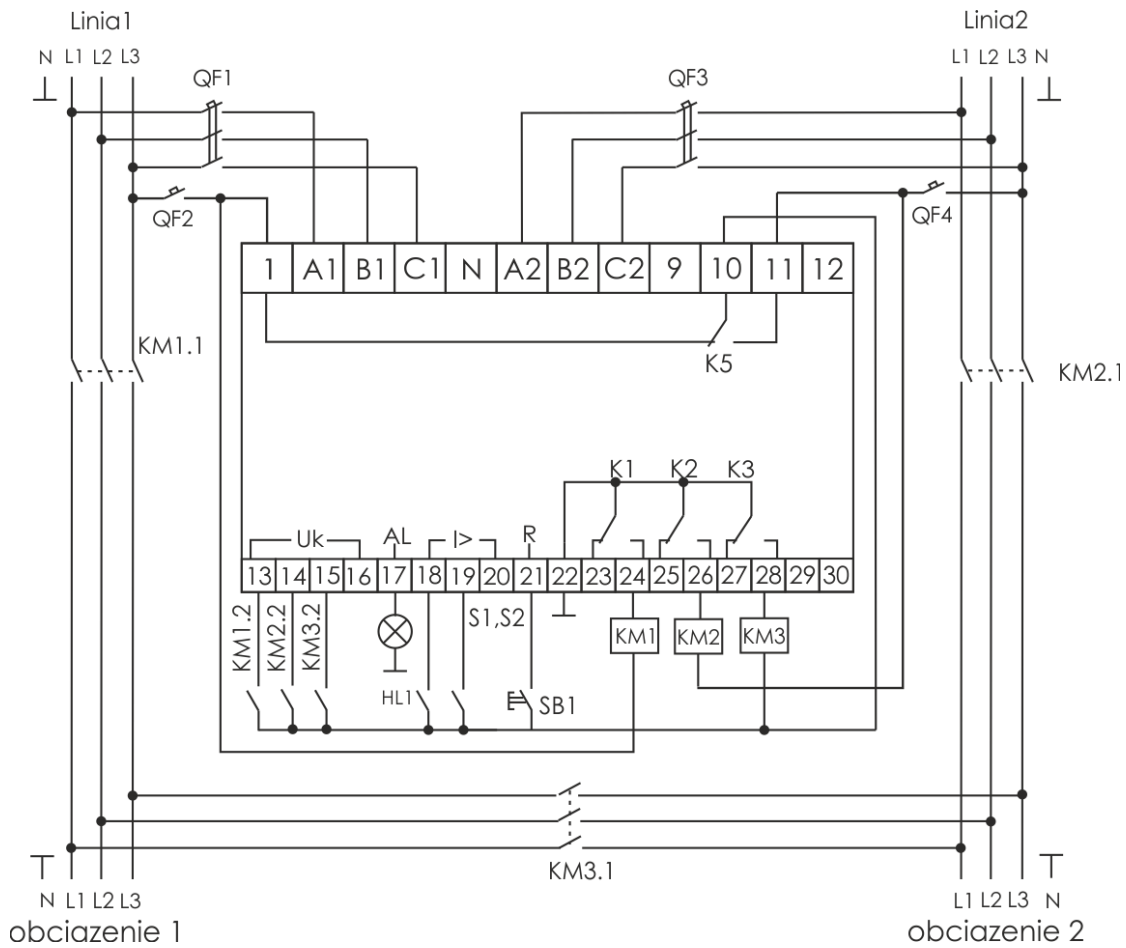 Linia1 Linia2
N L1 L2 L3 L1 L2 L3 N
QF1 QF3
QF2 QF4
1 A1 B1 C1 N A2 B2 C2 9 10 11 12
KM1.1 K5 KM2.1
K1 K2 K3
Uk AL I> R
13 14 15 16 17 18 19 20 21 22 23 24 25 26 27 28 29 30
KM1.2 KM2.2 KM3.2 S1,S2 KM1 KM2 KM3
HL1 SB1
KM3.1
N L1 L2 L3 L1 L2 L3 N
obciazenie 1 obciazenie 2